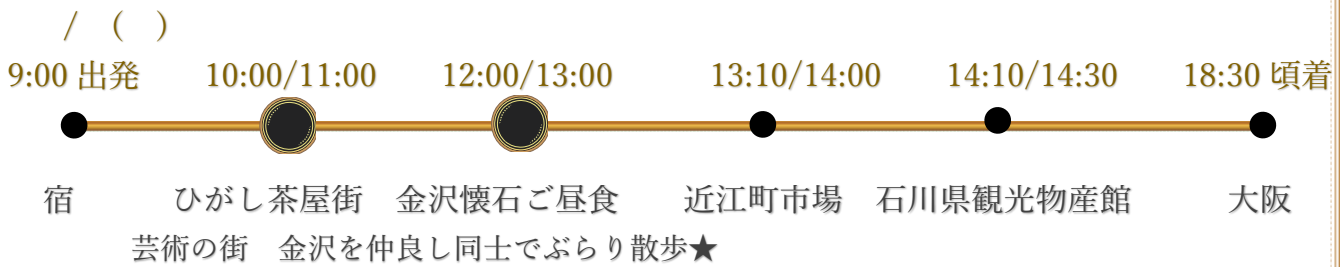 / ( )
9:00 出発 10:00/11:00 12:00/13:00 13:10/14:00 14:10/14:30 18:30 頃着
宿 ひがし茶屋街 金沢懐石ご昼食 近江町市場 石川県観光物産館 大阪
芸術の街 金沢を仲良し同士でぶらり散歩★